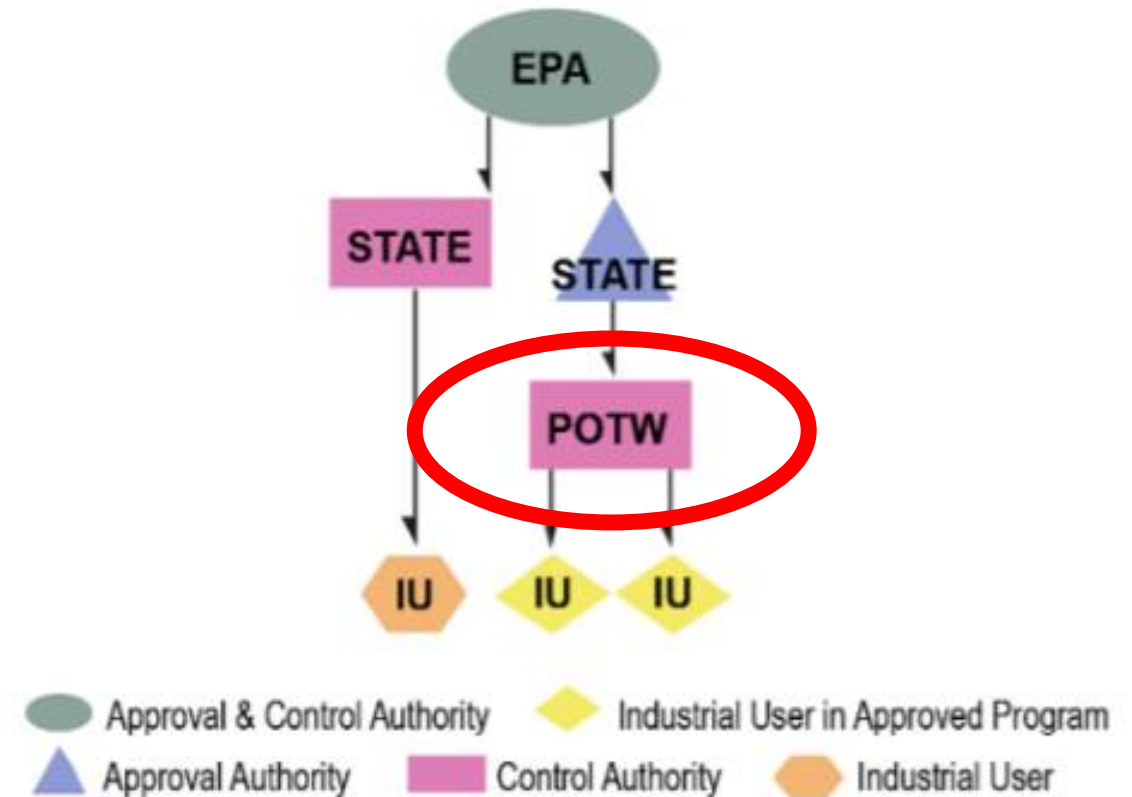 EPA
STATE
STATE
POTW
IU
IU
IU
Approval & Control Authority
Industrial User in Approved Program
Approval Authority
Control Authority
Industrial User